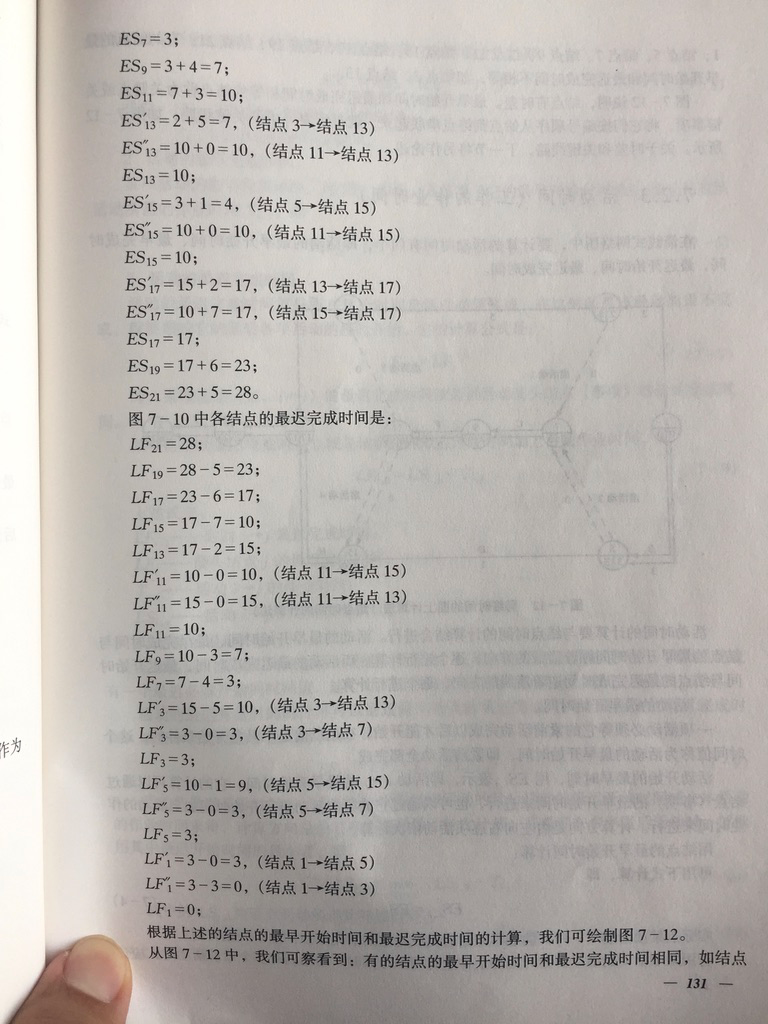 ES₇=3;
ES₉=3+4=7;
ES₁₁=7+3=10;
ES′₁₃=2+5=7,(结点 3→结点 13)
ES″₁₃=10+0=10,(结点 11→结点 13)
ES₁₃=10;
ES′₁₅=3+1=4,(结点 5→结点 15)
ES″₁₅=10+0=10,(结点 11→结点 15)
ES₁₅=10;
ES′₁₇=15+2=17,(结点 13→结点 17)
ES″₁₇=10+7=17,(结点 15→结点 17)
ES₁₇=17;
ES₁₉=17+6=23;
ES₂₁=23+5=28。
图 7-10 中各结点的最迟完成时间是:
LF₂₁=28;
LF₁₉=28-5=23;
LF₁₇=23-6=17;
LF₁₅=17-7=10;
LF₁₃=17-2=15;
LF′₁₁=10-0=10,(结点 11→结点 15)
LF″₁₁=15-0=15,(结点 11→结点 13)
LF₁₁=10;
LF₉=10-3=7;
LF₇=7-4=3;
LF′₃=15-5=10,(结点 3→结点 13)
LF″₃=3-0=3,(结点 3→结点 7)
LF₃=3;
LF′₅=10-1=9,(结点 5→结点 15)
LF″₅=3-0=3,(结点 5→结点 7)
LF₅=3;
LF′₁=3-0=3,(结点 1→结点 5)
LF″₁=3-3=0,(结点 1→结点 3)
LF₁=0;
根据上述的结点的最早开始时间和最迟完成时间的计算,我们可绘制图 7-12。
从图 7-12 中,我们可察看到:有的结点的最早开始时间和最迟完成时间相同,如结点
— 131 —
作为